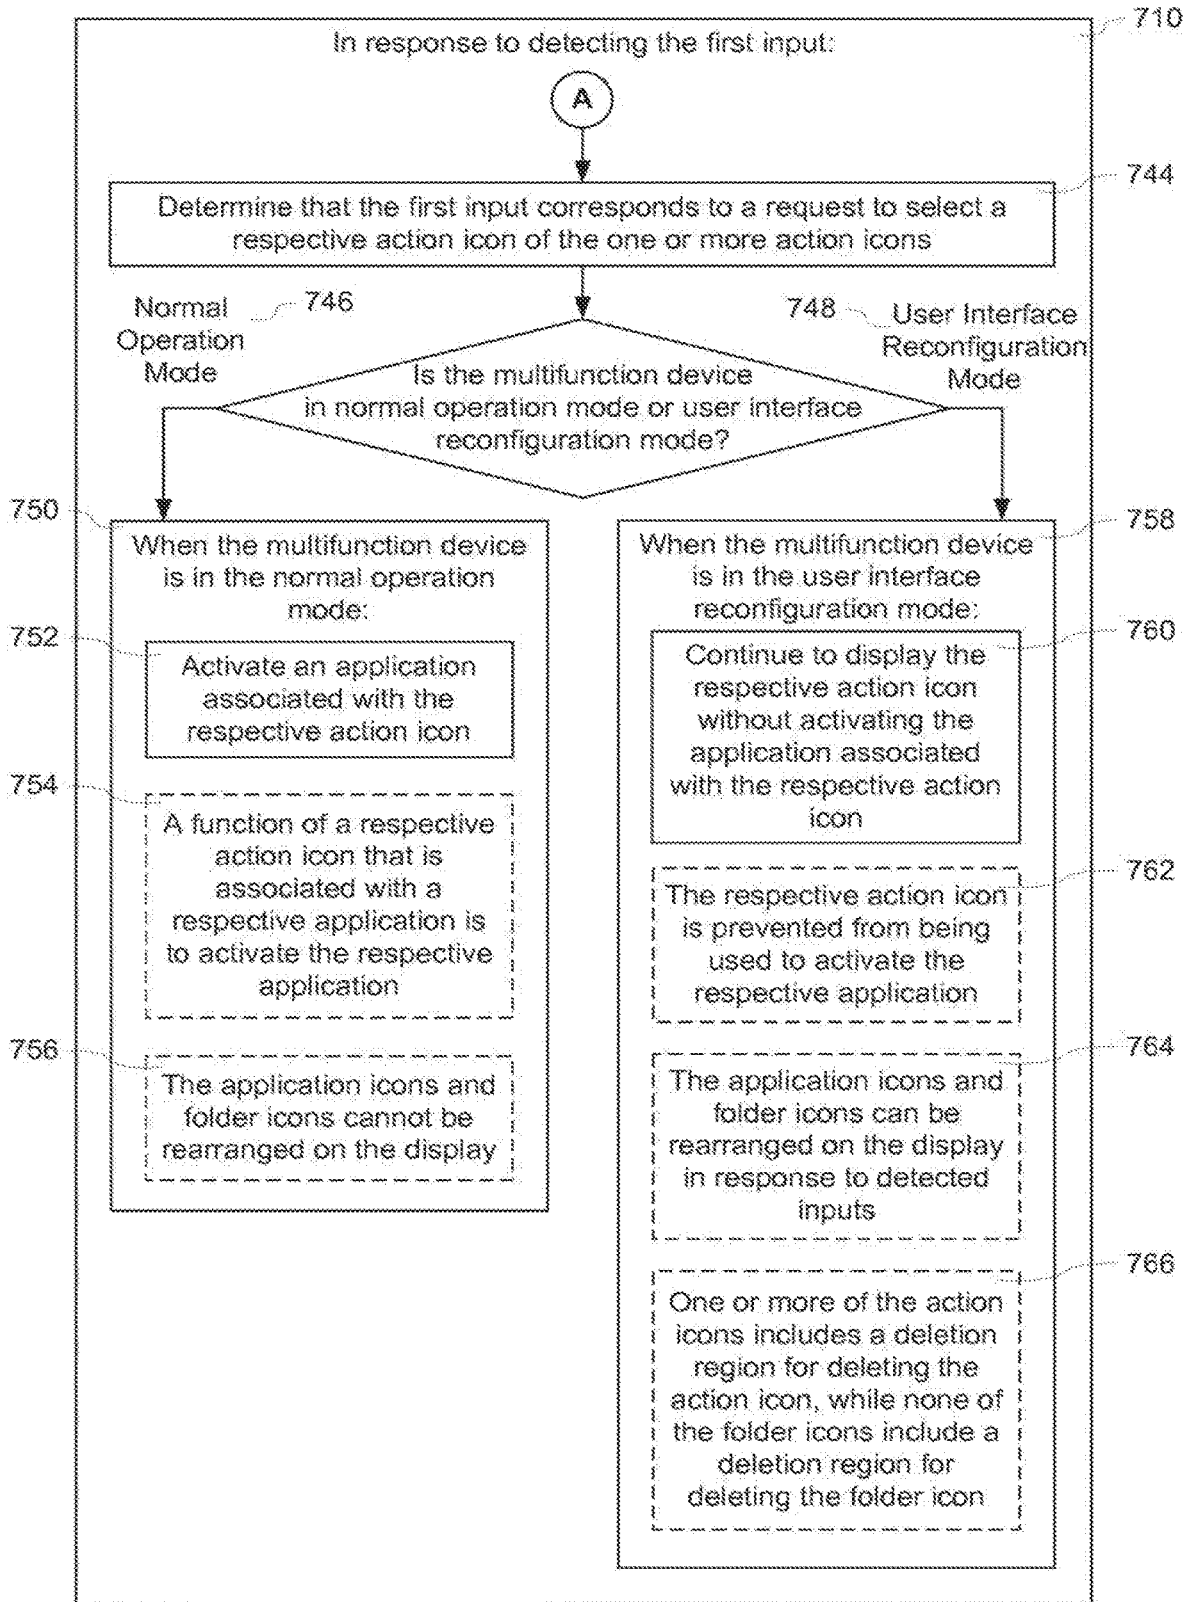 710
In response to detecting the first input:
A
744
Determine that the first input corresponds to a request to select a
respective action icon of the one or more action icons
Normal
Operation
Mode
746
748
User Interface
Reconfiguration
Mode
Is the multifunction device
in normal operation mode or user interface
reconfiguration mode?
750
When the multifunction device
is in the normal operation
mode:
752
Activate an application
associated with the
respective action icon
754
A function of a respective
action icon that is
associated with a
respective application is
to activate the respective
application
756
The application icons and
folder icons cannot be
rearranged on the display
758
When the multifunction device
is in the user interface
reconfiguration mode:
760
Continue to display the
respective action icon
without activating the
application associated
with the respective action
icon
762
The respective action icon
is prevented from being
used to activate the
respective application
764
The application icons and
folder icons can be
rearranged on the display
in response to detected
inputs
766
One or more of the action
icons includes a deletion
region for deleting the
action icon, while none of
the folder icons include a
deletion region for
deleting the folder icon